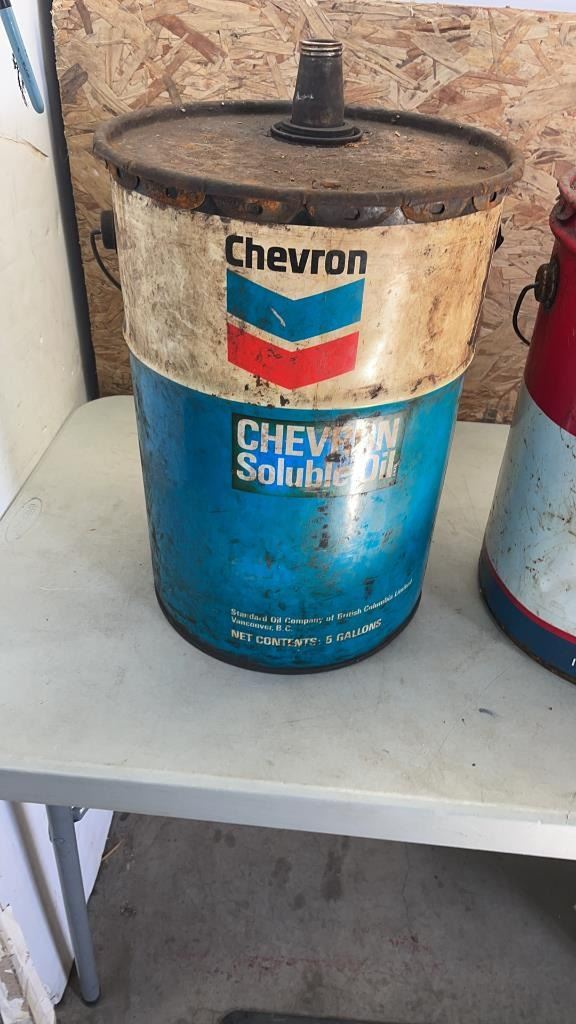 Chevron
CHEVRON
Soluble Oil
Standard Oil Company of British Columbia Limited
Vancouver, B.C.
NET CONTENTS: 5 GALLONS